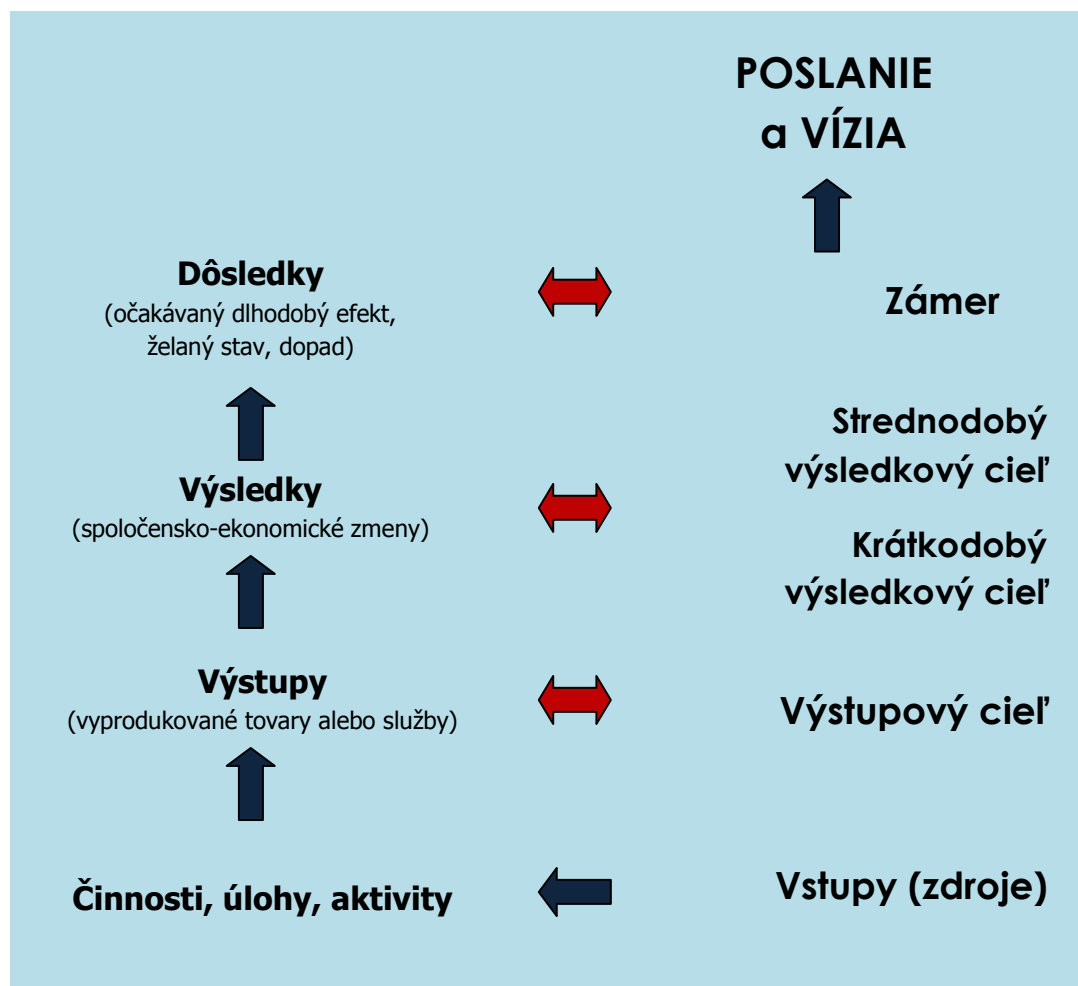 POSLANIE
a VÍZIA
Dôsledky
(očakávaný dlhodobý efekt,
želaný stav, dopad)
Zámer
Strednodobý
výsledkový cieľ
Výsledky
(spoločensko-ekonomické zmeny)
Krátkodobý
výsledkový cieľ
Výstupy
(vyprodukované tovary alebo služby)
Výstupový cieľ
Činnosti, úlohy, aktivity
Vstupy (zdroje)